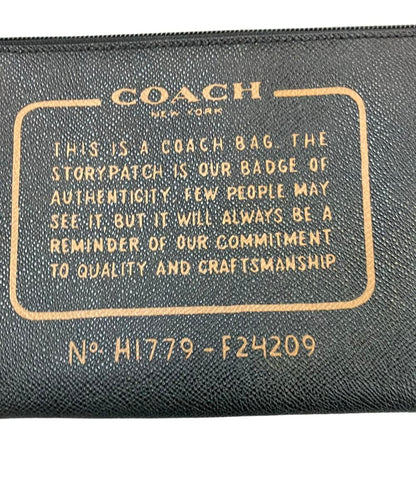 COACH
NEW YORK
THIS IS A COACH BAG. THE
STORYPATCH IS OUR BADGE OF
AUTHENTICITY. FEW PEOPLE MAY
SEE IT. BUT IT WILL ALWAYS BE A
REMINDER OF OUR COMMITMENT
TO QUALITY AND CRAFTSMANSHIP
No. H1779-F24209